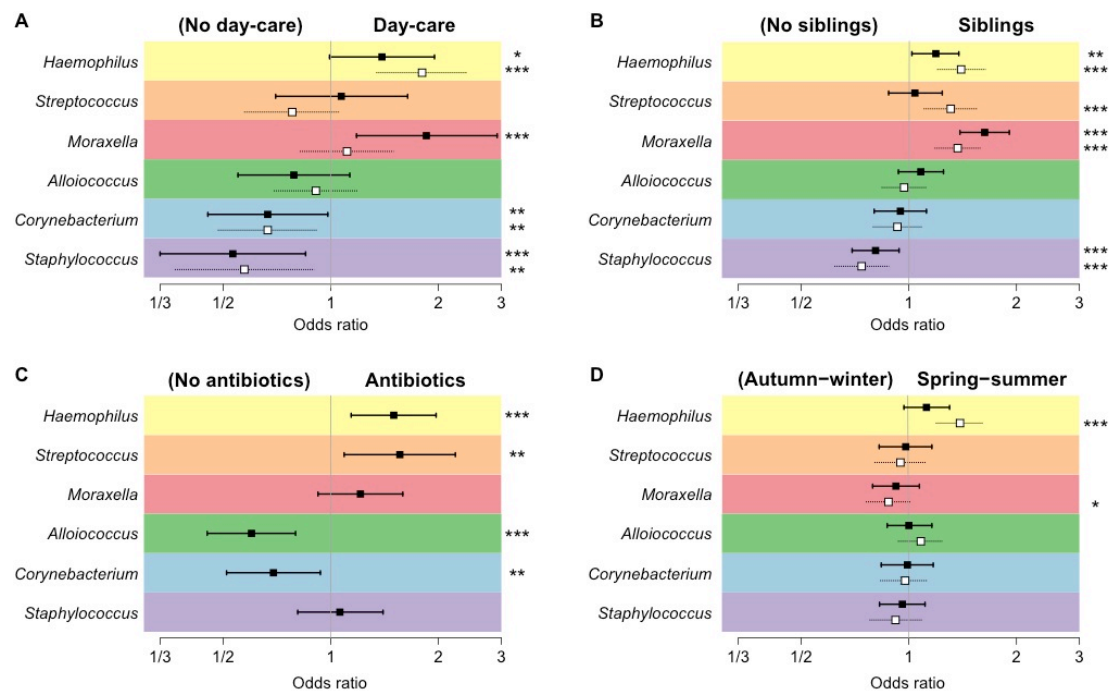 A
(No day-care) Day-care
Haemophilus * ***
Streptococcus
Moraxella ***
Alloiococcus
Corynebacterium ** **
Staphylococcus *** **
1/3 1/2 1 2 3
Odds ratio
B
(No siblings) Siblings
Haemophilus ** ***
Streptococcus ***
Moraxella *** ***
Alloiococcus
Corynebacterium
Staphylococcus *** ***
1/3 1/2 1 2 3
Odds ratio
C
(No antibiotics) Antibiotics
Haemophilus ***
Streptococcus **
Moraxella
Alloiococcus ***
Corynebacterium **
Staphylococcus
1/3 1/2 1 2 3
Odds ratio
D
(Autumn−winter) Spring−summer
Haemophilus ***
Streptococcus
Moraxella *
Alloiococcus
Corynebacterium
Staphylococcus
1/3 1/2 1 2 3
Odds ratio